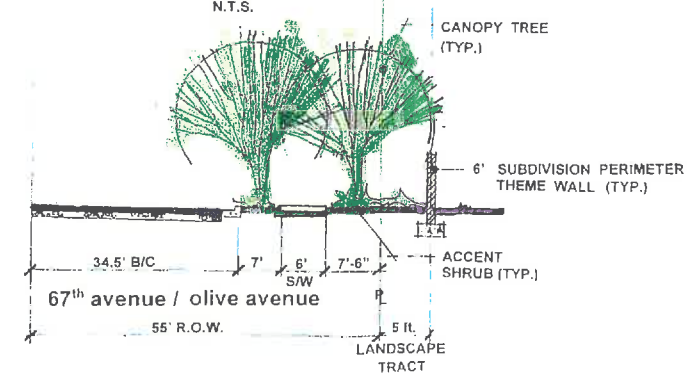 N.T.S.
CANOPY TREE
(TYP.)
6' SUBDIVISION PERIMETER
THEME WALL (TYP.)
ACCENT
SHRUB (TYP.)
34.5' B/C
7'
6'
7'-6"
S/W
67th avenue / olive avenue
PL
55' R.O.W.
5 ft.
LANDSCAPE
TRACT